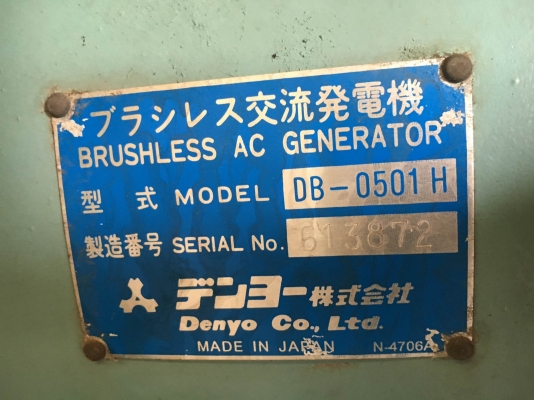 ブラシレス交流発電機
BRUSHLESS AC GENERATOR
型式 MODEL DB-0501H
製造番号 SERIAL No. 613872
デンヨー株式会社
Denyo Co., Ltd.
MADE IN JAPAN N-4706A